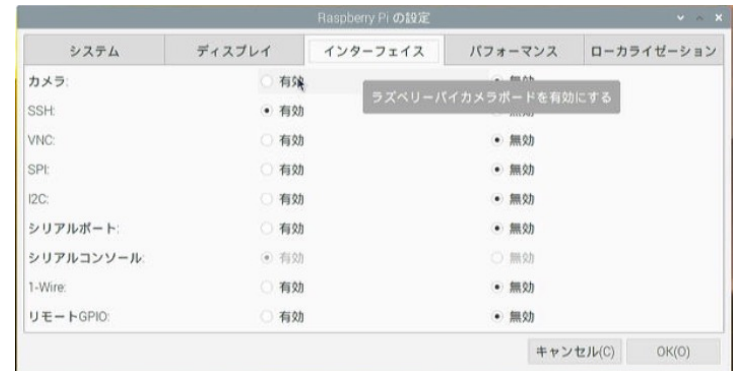 Raspberry Pi の設定
システム ディスプレイ インターフェイス パフォーマンス ローカライゼーション
カメラ: 有効 無効
ラズベリーパイカメラボードを有効にする
SSH: 有効
VNC: 有効 無効
SPI: 有効 無効
I2C: 有効 無効
シリアルポート: 有効 無効
シリアルコンソール: 有効 無効
1-Wire: 有効 無効
リモートGPIO: 有効 無効
キャンセル(C) OK(O)